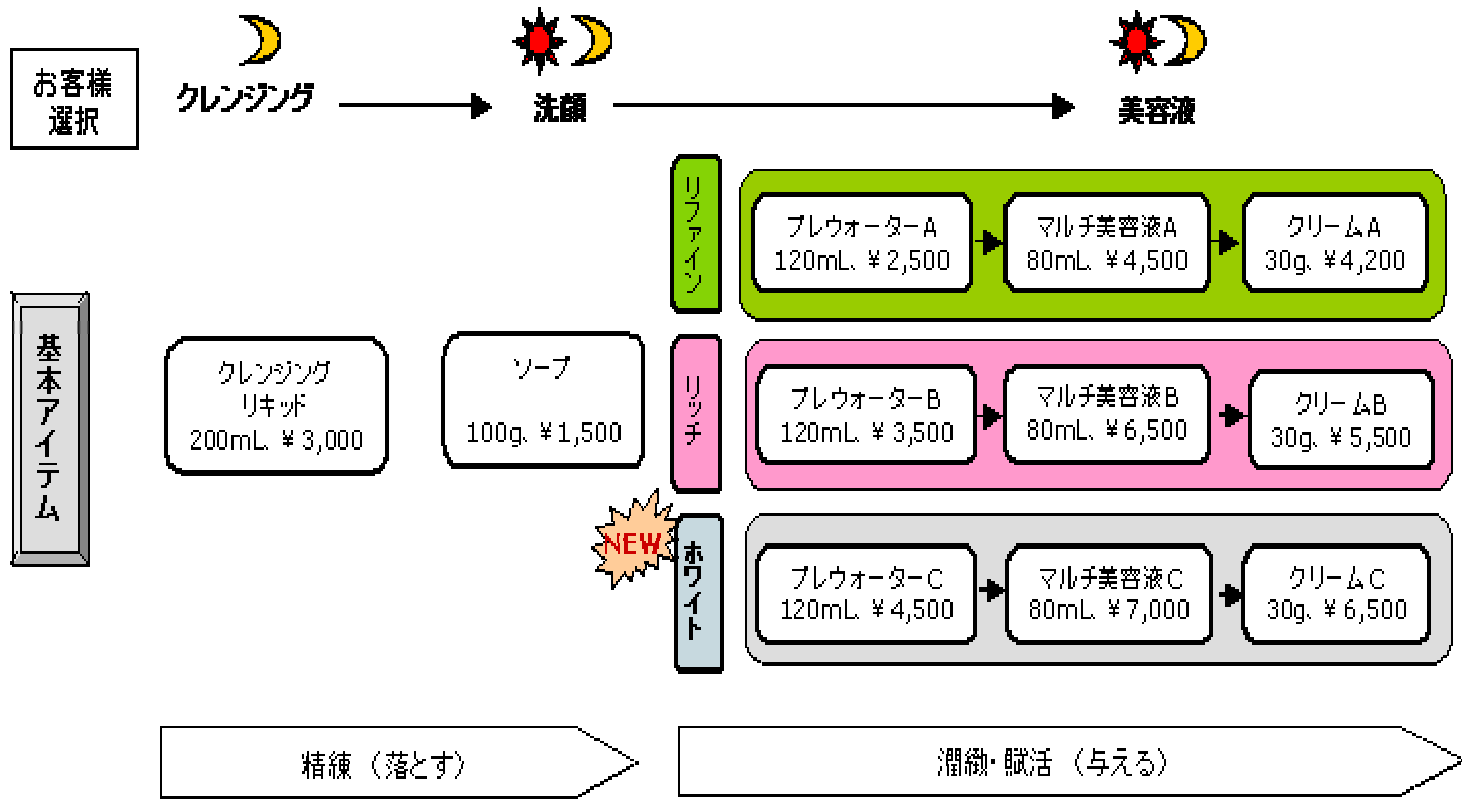 お客様
選択
クレンジング
洗顔
美容液
リファイン
プレウォーターA
120mL、¥2,500
マルチ美容液A
80mL、¥4,500
クリームA
30g、¥4,200
基本アイテム
クレンジング
リキッド
200mL、¥3,000
ソープ
100g、¥1,500
リッチ
プレウォーターB
120mL、¥3,500
マルチ美容液B
80mL、¥6,500
クリームB
30g、¥5,500
NEW
ホワイト
プレウォーターC
120mL、¥4,500
マルチ美容液C
80mL、¥7,000
クリームC
30g、¥6,500
精練（落とす）
潤緻・賦活（与える）